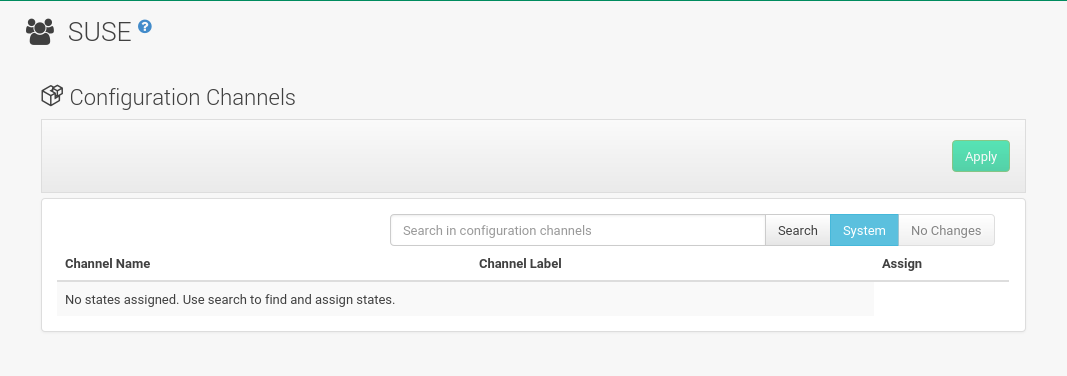 SUSE ?
Configuration Channels
Apply
Search in configuration channels Search System No Changes
Channel Name Channel Label Assign
No states assigned. Use search to find and assign states.